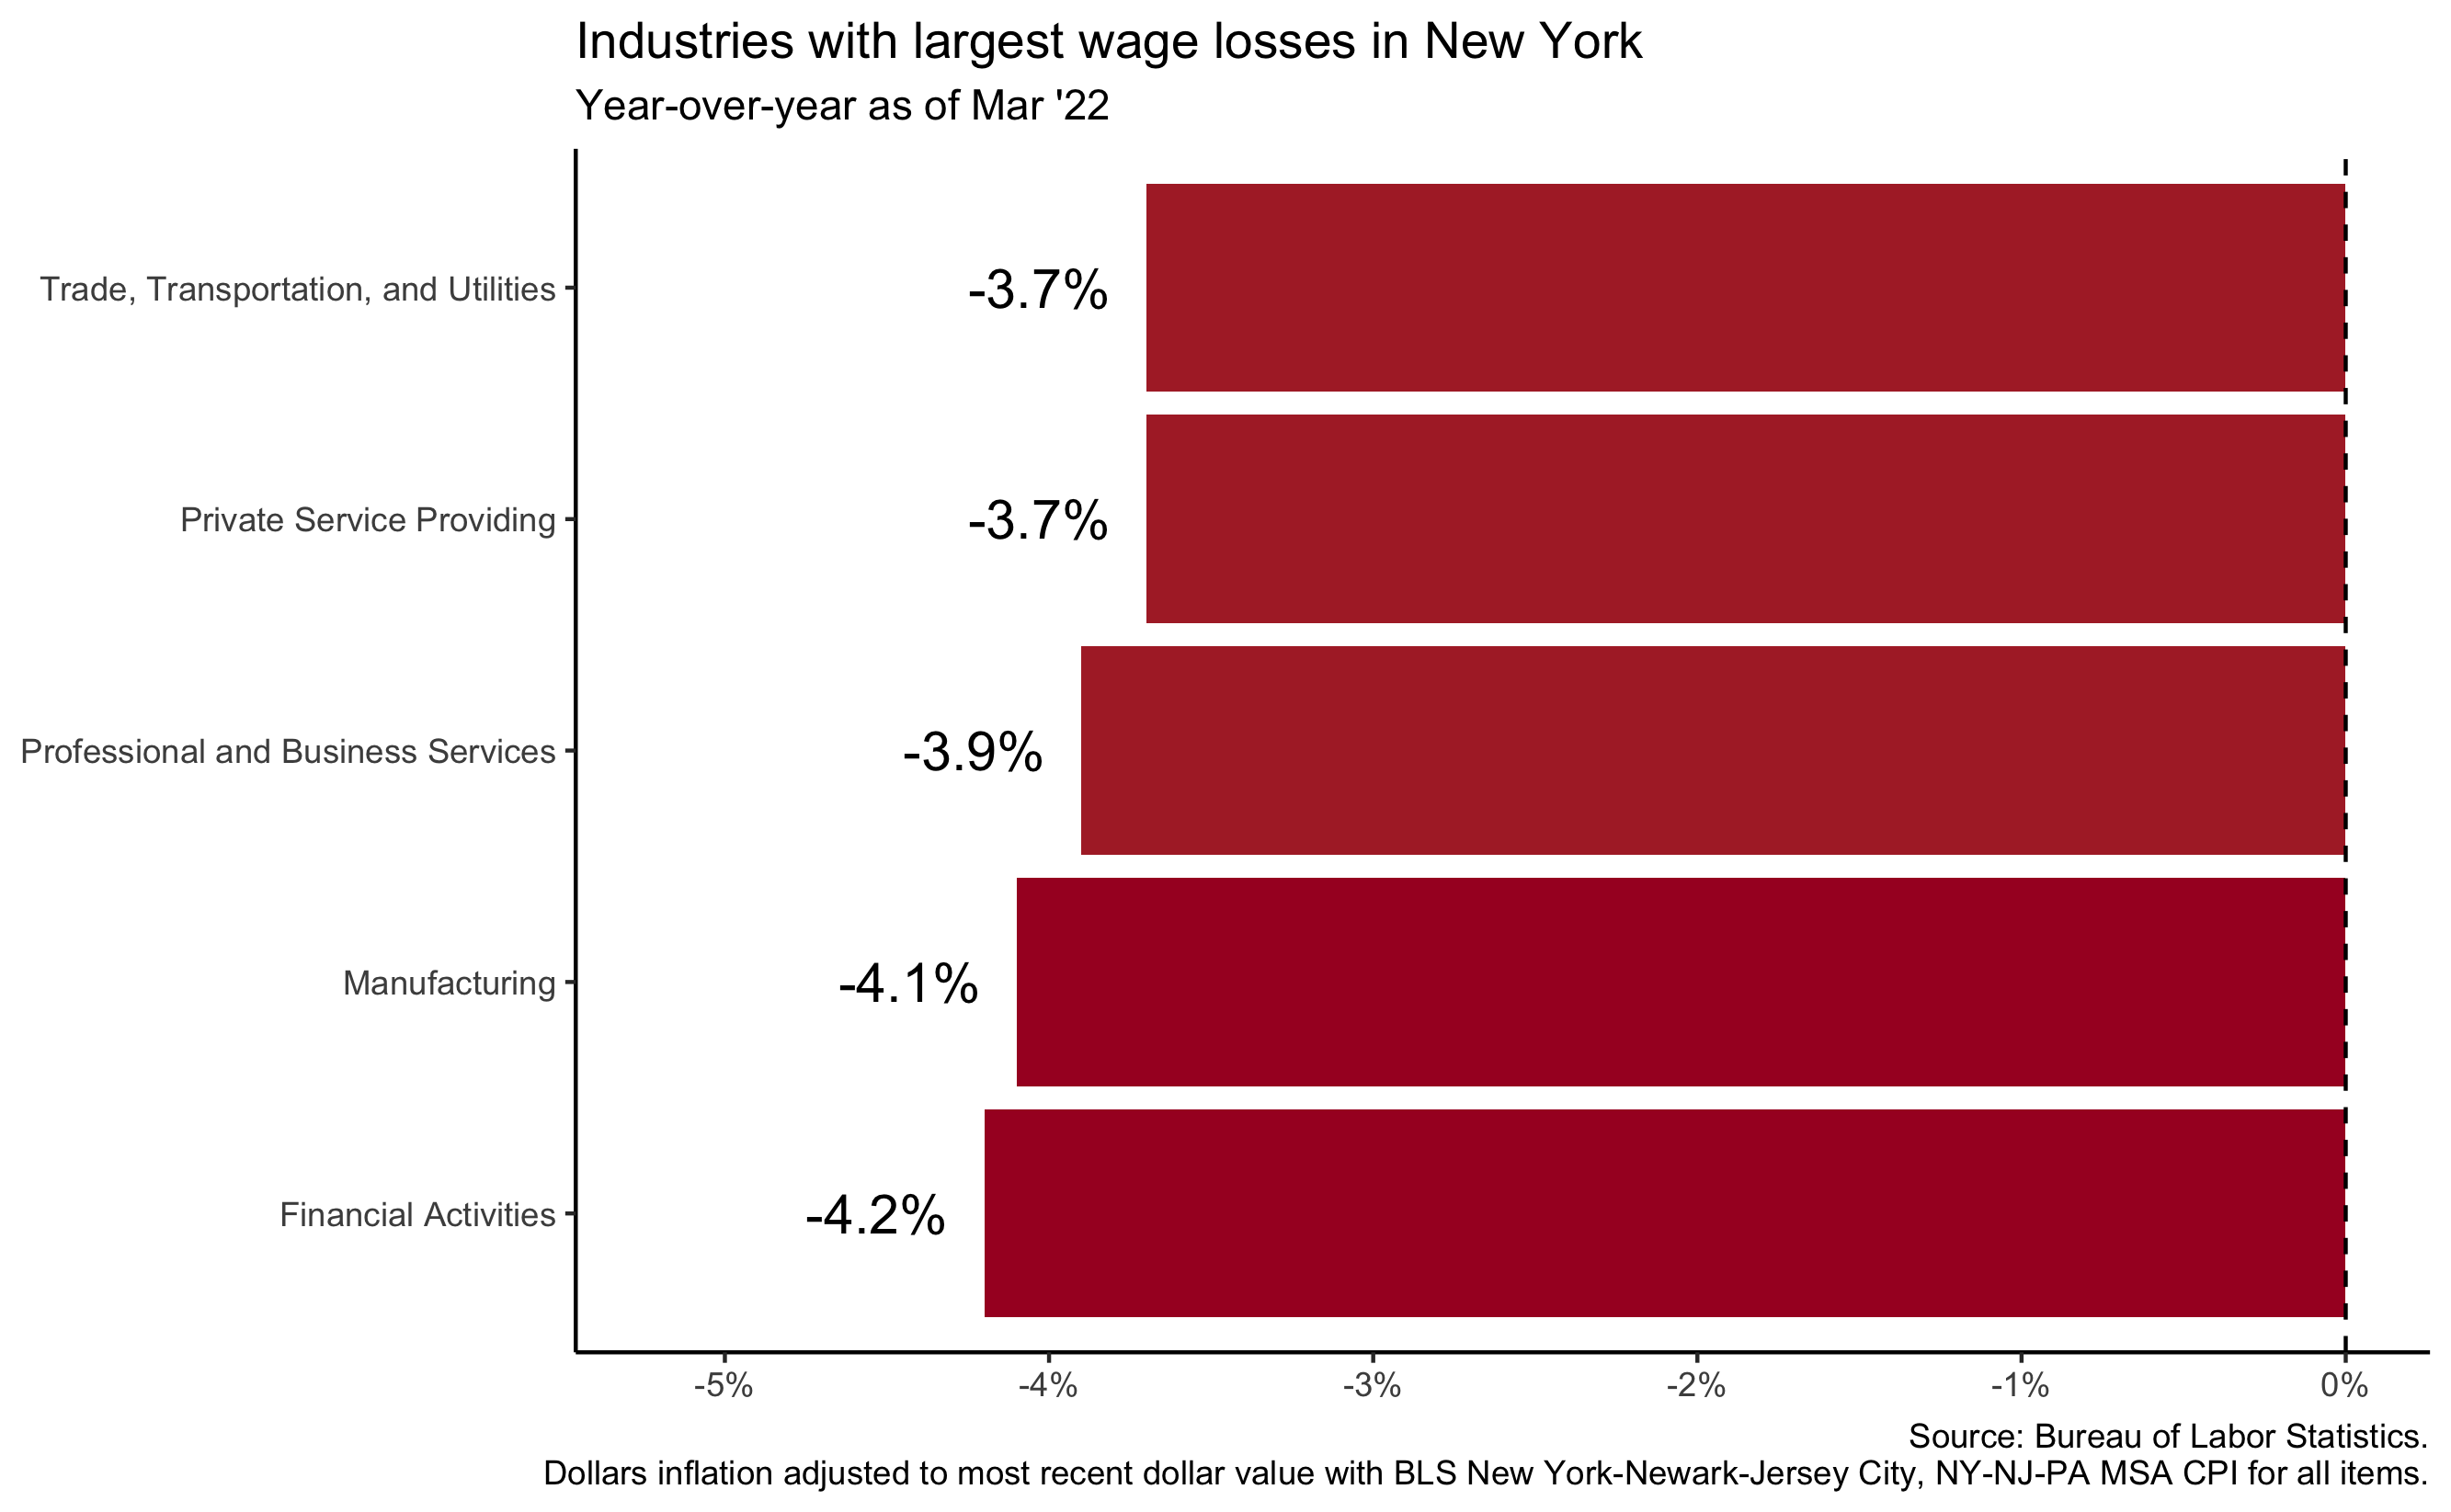 Industries with largest wage losses in New York
Year-over-year as of Mar '22
Trade, Transportation, and Utilities
-3.7%
Private Service Providing
-3.7%
Professional and Business Services
-3.9%
Manufacturing
-4.1%
Financial Activities
-4.2%
-5%
-4%
-3%
-2%
-1%
0%
Source: Bureau of Labor Statistics.
Dollars inflation adjusted to most recent dollar value with BLS New York-Newark-Jersey City, NY-NJ-PA MSA CPI for all items.